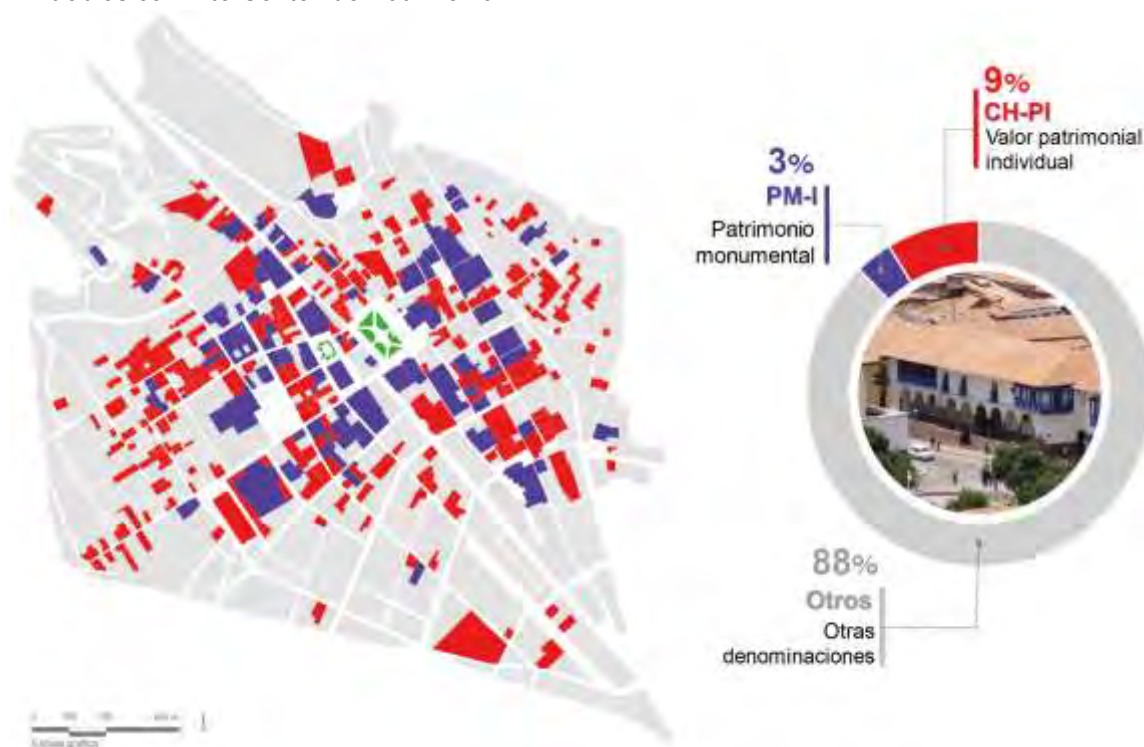 9%
CH-PI
Valor patrimonial
individual
3%
PM-I
Patrimonio
monumental
88%
Otros
Otras
denominaciones